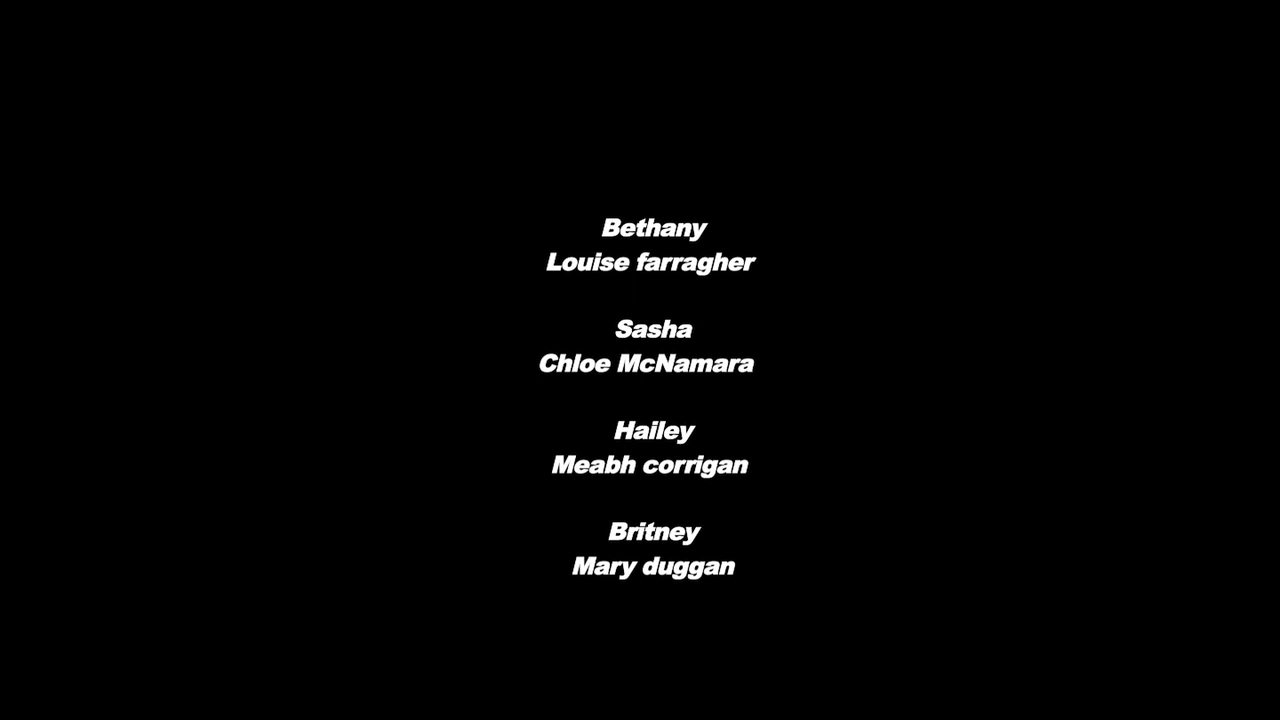 Bethany
Louise farragher
Sasha
Chloe McNamara
Hailey
Meabh corrigan
Britney
Mary duggan